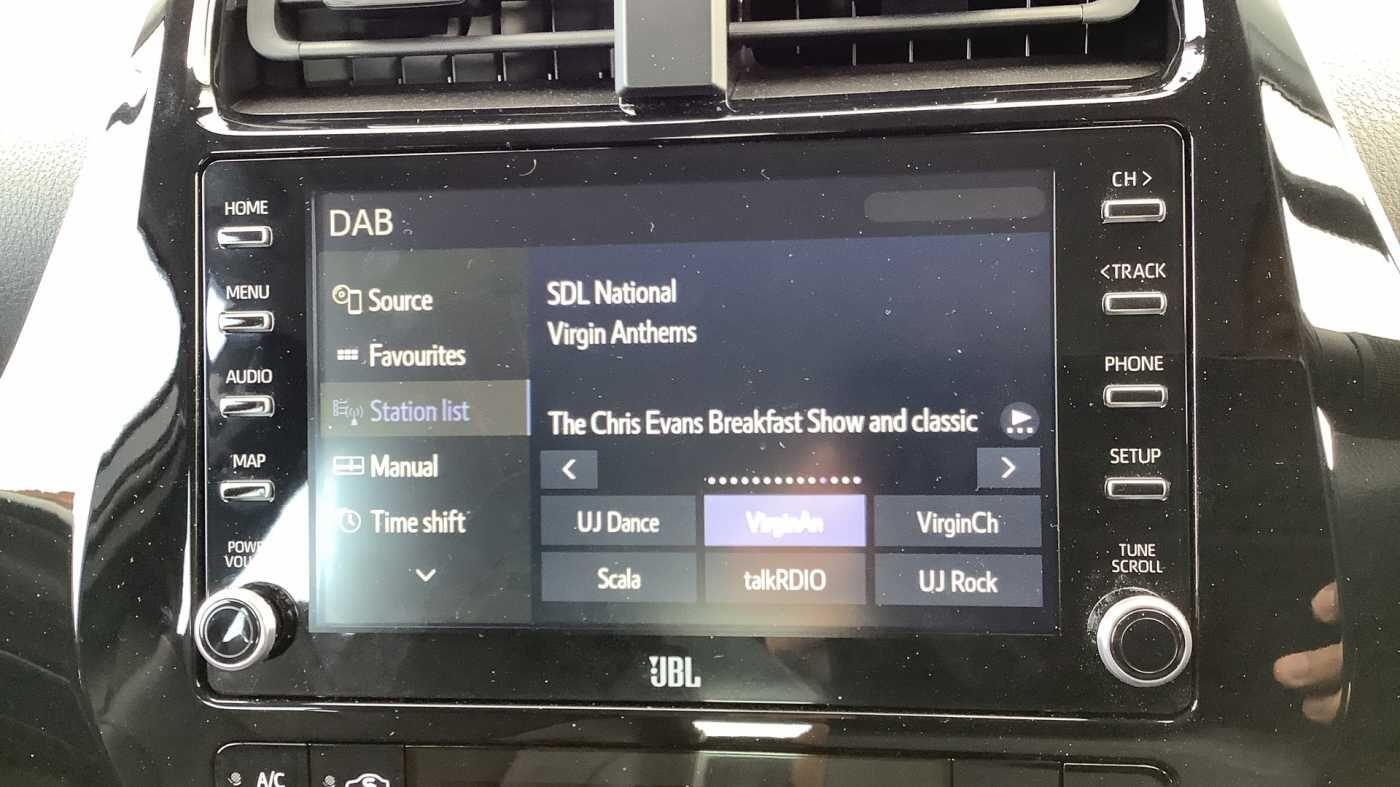 DAB
HOME
MENU
AUDIO
MAP
Source
Favourites
Station list
Manual
Time shift
SDL National
Virgin Anthems
The Chris Evans Breakfast Show and classic
UJ Dance
VirginAn
VirginCh
Scala
talkRDIO
UJ Rock
CH >
<TRACK
PHONE
SETUP
TUNE
SCROLL
JBL
A/C